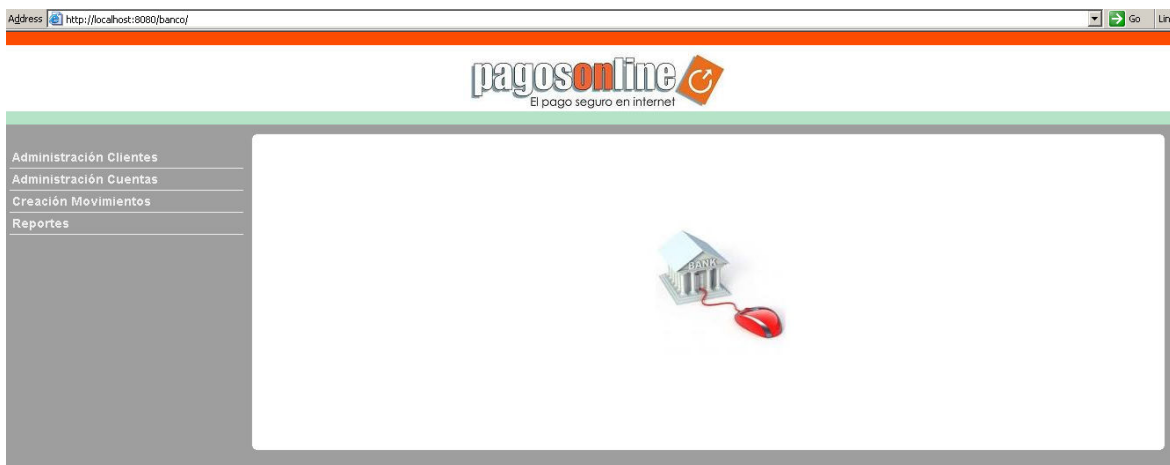 Address http://localhost:8080/banco/ Go Lin
pagosonline
El pago seguro en internet
Administración Clientes
Administración Cuentas
Creación Movimientos
Reportes
BANK